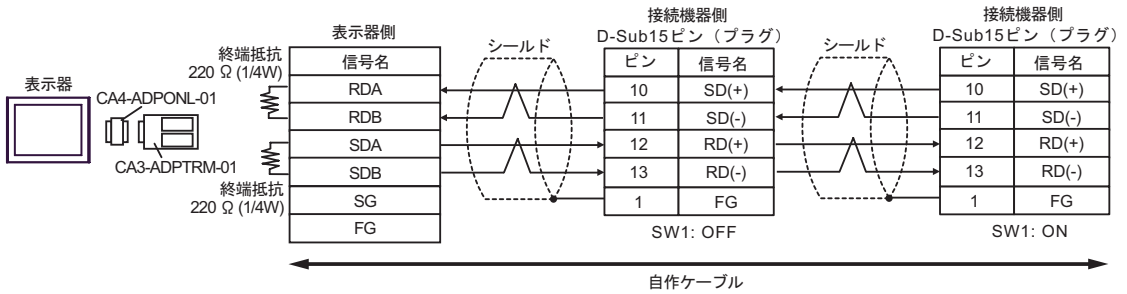 表示器
CA4-ADPONL-01
CA3-ADPTRM-01
終端抵抗
220 Ω (1/4W)
終端抵抗
220 Ω (1/4W)
表示器側
信号名
RDA
RDB
SDA
SDB
SG
FG
シールド
接続機器側
D-Sub15ピン（プラグ）
ピン 信号名
10 SD(+)
11 SD(-)
12 RD(+)
13 RD(-)
1 FG
SW1: OFF
シールド
接続機器側
D-Sub15ピン（プラグ）
ピン 信号名
10 SD(+)
11 SD(-)
12 RD(+)
13 RD(-)
1 FG
SW1: ON
自作ケーブル